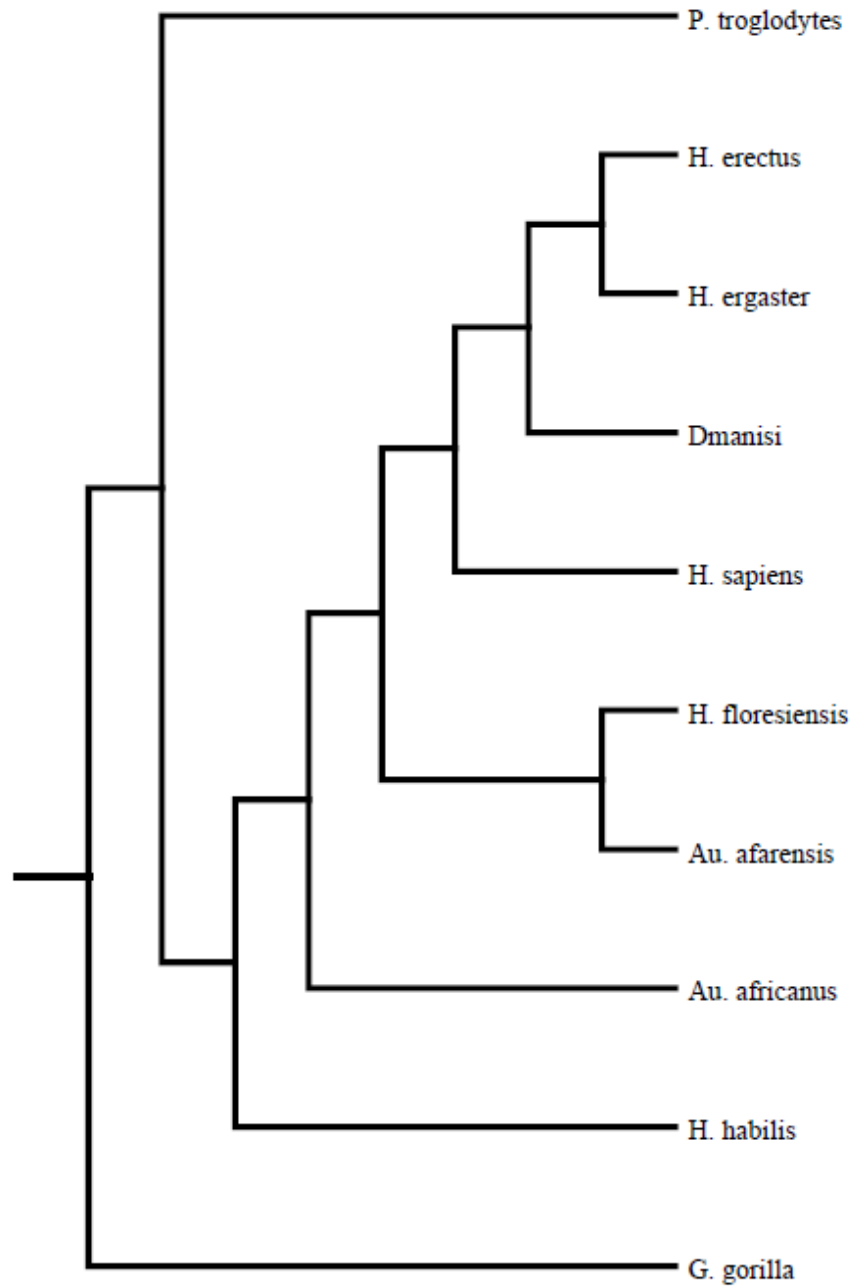 P. troglodytes
H. erectus
H. ergaster
Dmanisi
H. sapiens
H. floresiensis
Au. afarensis
Au. africanus
H. habilis
G. gorilla